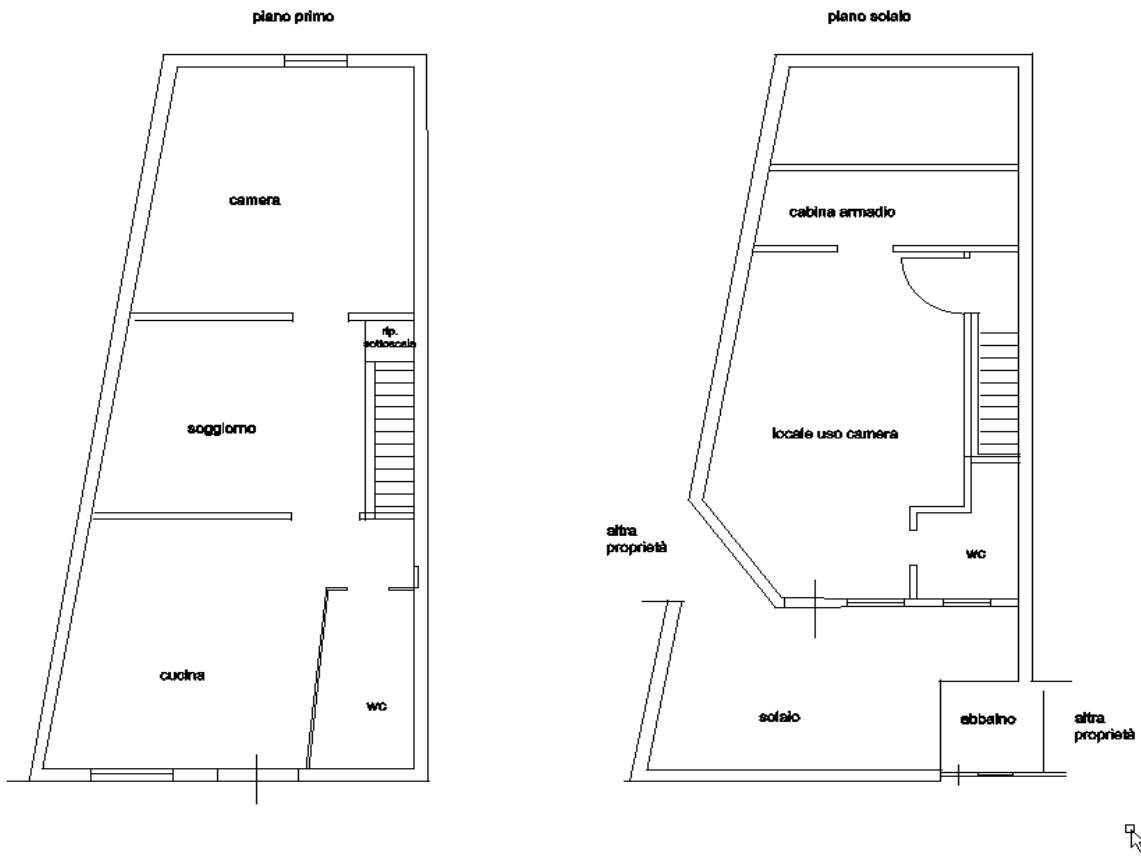 piano primo
camera
rip.
sottoscala
soggiorno
cucina
wc
piano solaio
cabina armadio
locale uso camera
altra
proprietà
wc
solaio
abbaino
altra
proprietà